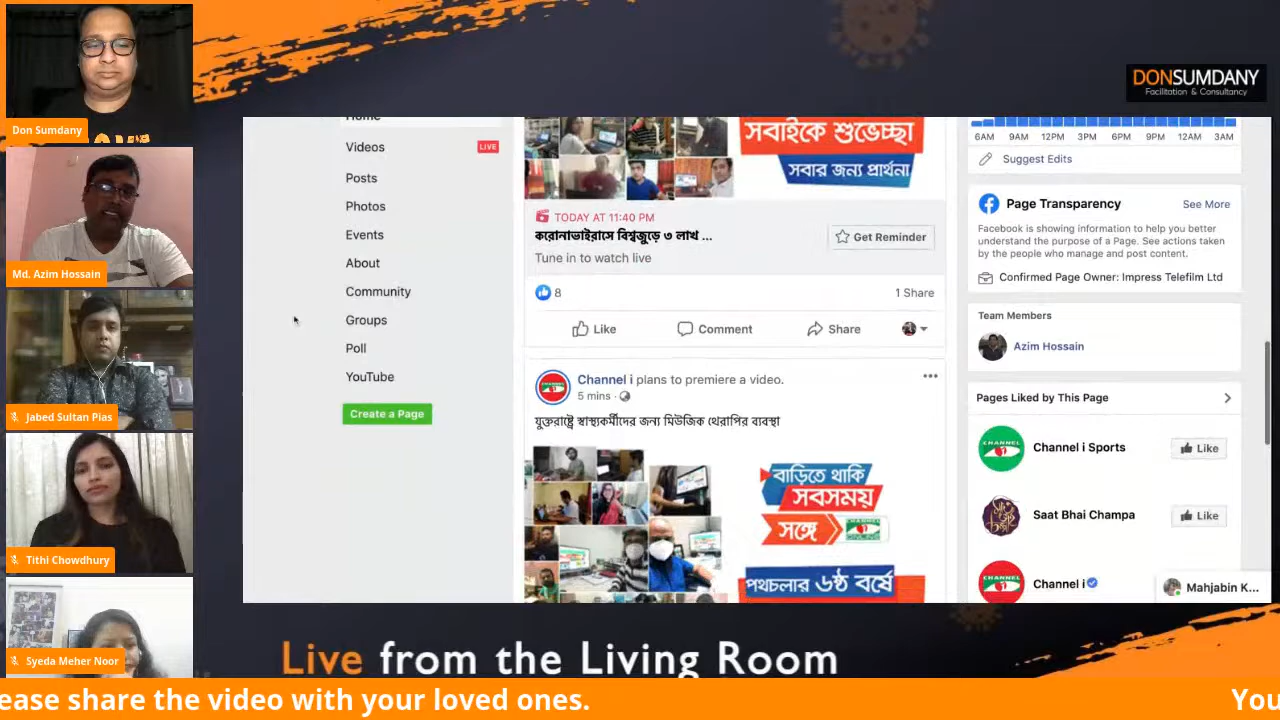 Don Sumdany
Md. Azim Hossain
Jabed Sultan Pias
Tithi Chowdhury
Syeda Meher Noor
DONSUMDANY
Facilitation & Consultancy
Home
Videos
LIVE
Posts
Photos
Events
About
Community
Groups
Poll
YouTube
Create a Page
সবাইকে শুভেচ্ছা
সবার জন্য প্রার্থনা
TODAY AT 11:40 PM
করোনাভাইরাসে বিশ্বজুড়ে ৩ লাখ ...
Tune in to watch live
Get Reminder
8
1 Share
Like
Comment
Share
Channel i plans to premiere a video.
5 mins ·
যুক্তরাষ্ট্রে স্বাস্থ্যকর্মীদের জন্য মিউজিক থেরাপির ব্যবস্থা
বাড়িতে থাকি
সবসময়
সঙ্গে
পথচলার ৬ষ্ঠ বর্ষে
6AM 9AM 12PM 3PM 6PM 9PM 12AM 3AM
Suggest Edits
Page Transparency
See More
Facebook is showing information to help you better
understand the purpose of a Page. See actions taken
by the people who manage and post content.
Confirmed Page Owner: Impress Telefilm Ltd
Team Members
Azim Hossain
Pages Liked by This Page
Channel i Sports
Like
Saat Bhai Champa
Like
Channel i
Mahjabin K...
Live from the Living Room
ease share the video with your loved ones.
You